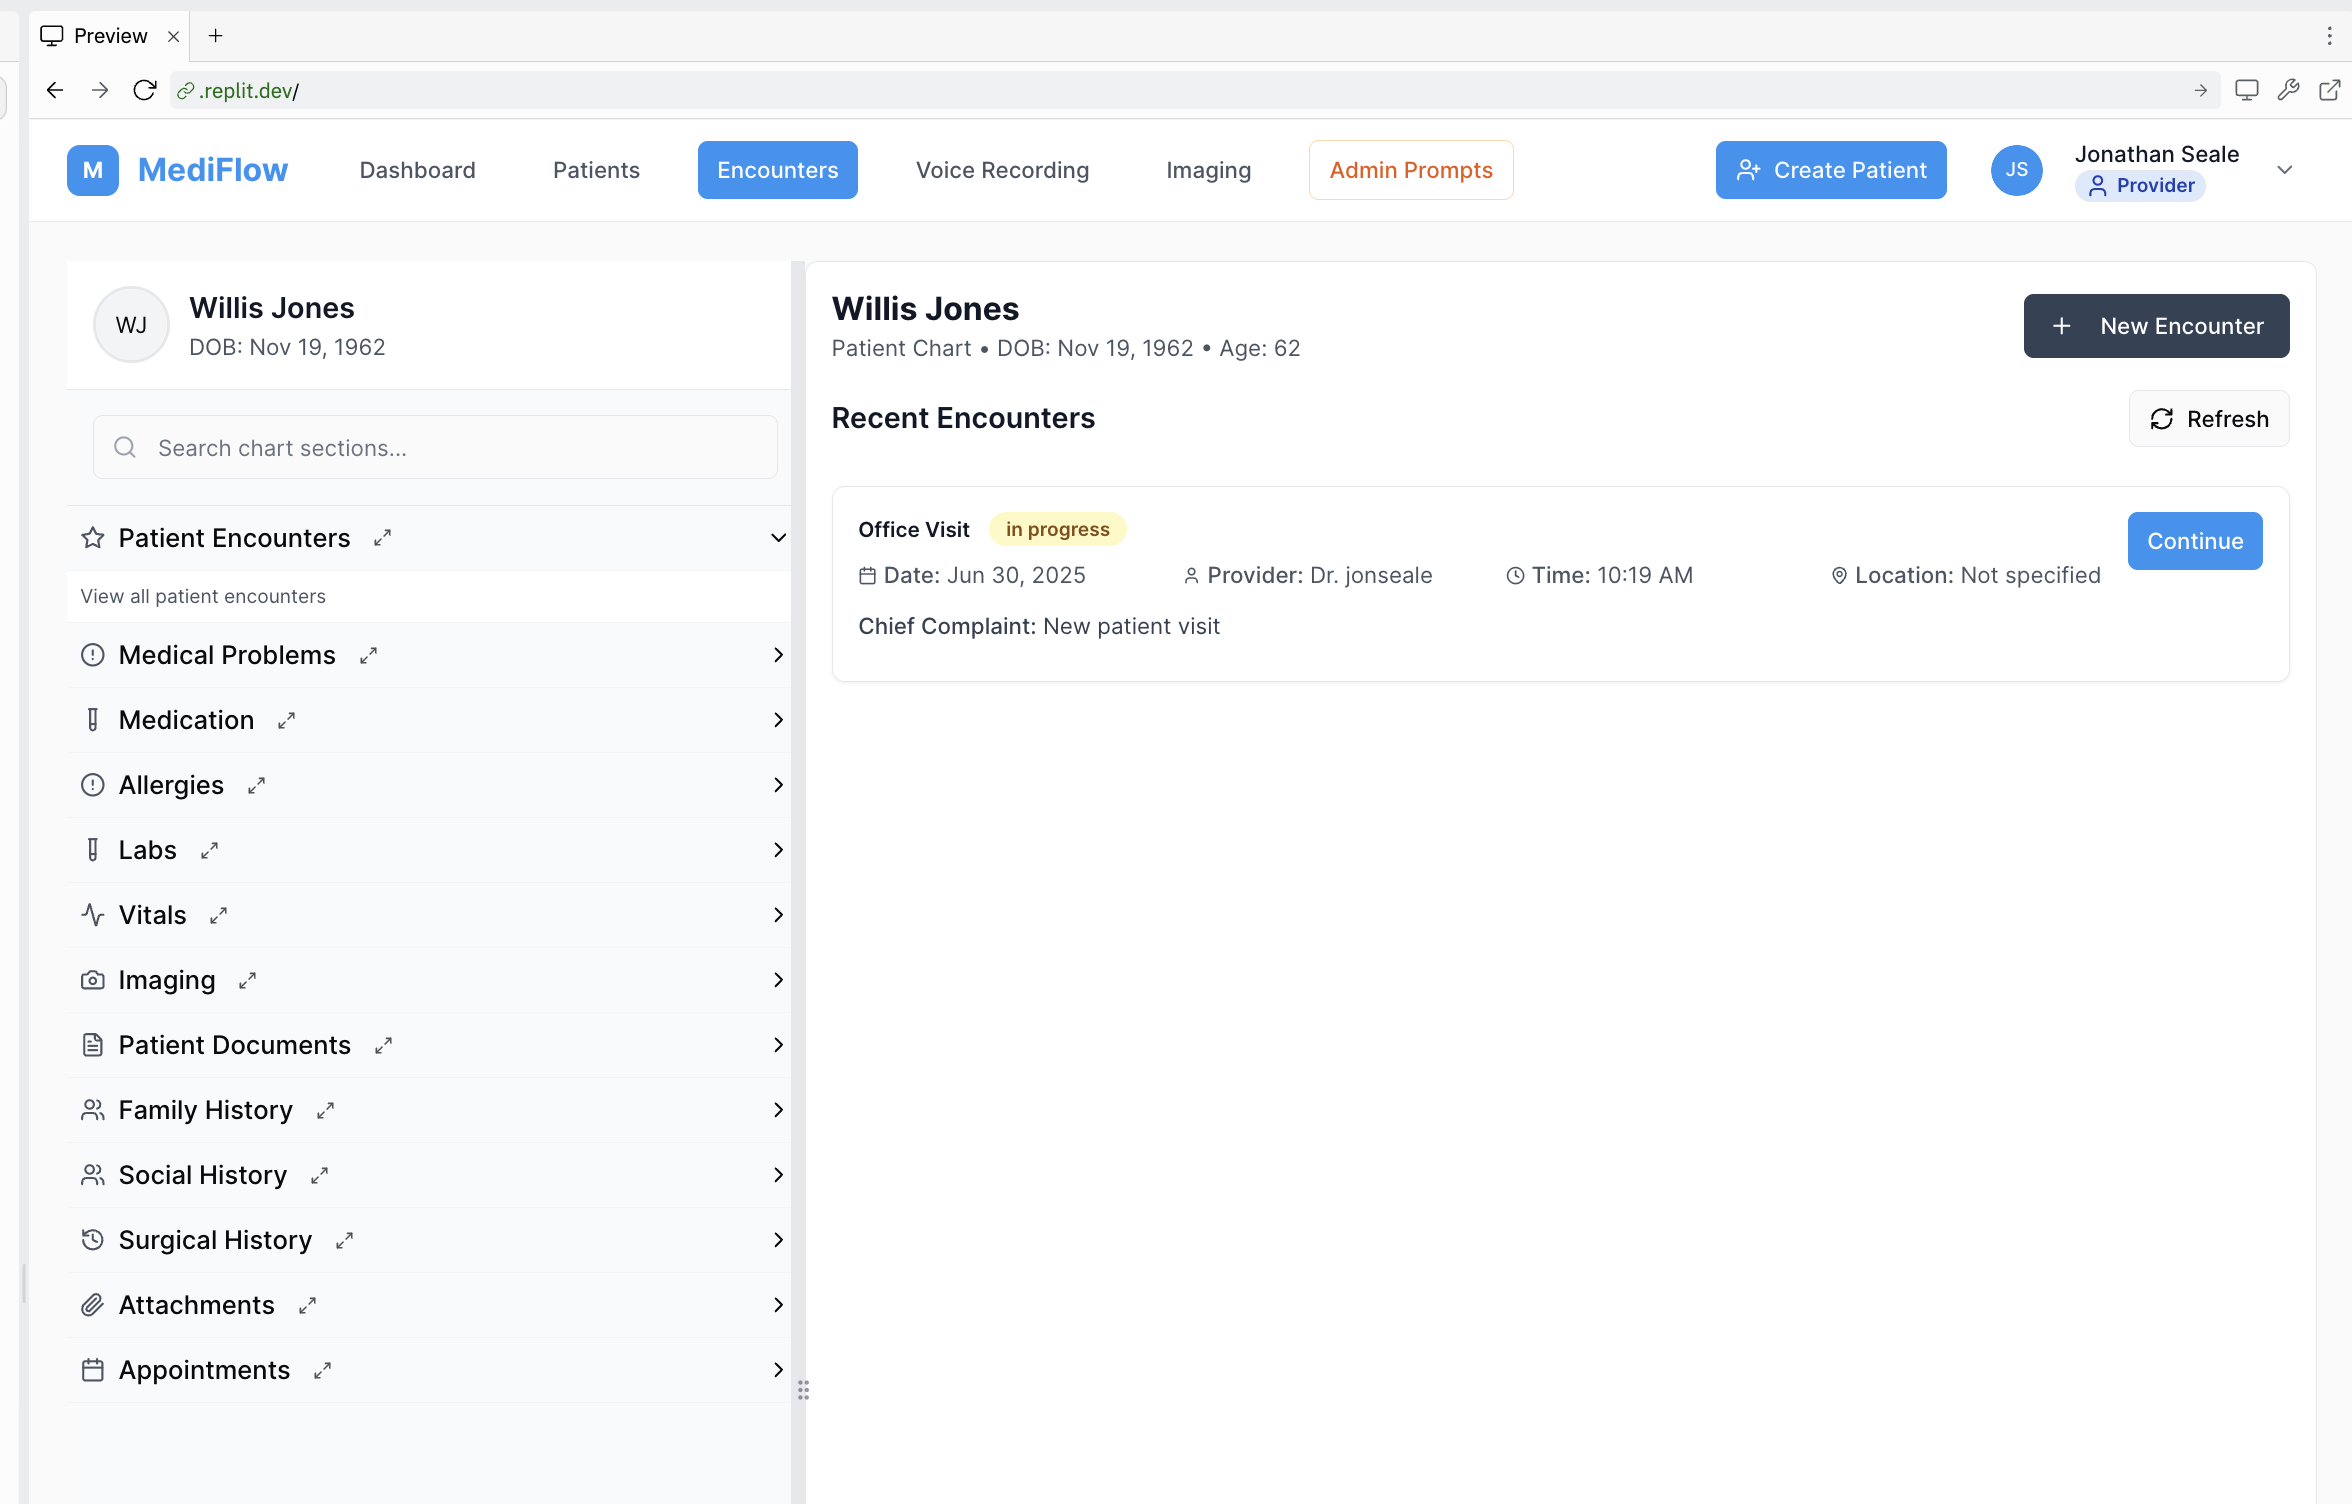 Preview
.replit.dev/
M MediFlow Dashboard Patients Encounters Voice Recording Imaging Admin Prompts Create Patient JS Jonathan Seale
Provider
WJ Willis Jones
DOB: Nov 19, 1962
Search chart sections...
Patient Encounters
View all patient encounters
Medical Problems
Medication
Allergies
Labs
Vitals
Imaging
Patient Documents
Family History
Social History
Surgical History
Attachments
Appointments
Willis Jones
Patient Chart • DOB: Nov 19, 1962 • Age: 62
New Encounter
Recent Encounters
Refresh
Office Visit in progress
Continue
Date: Jun 30, 2025 Provider: Dr. jonseale Time: 10:19 AM Location: Not specified
Chief Complaint: New patient visit